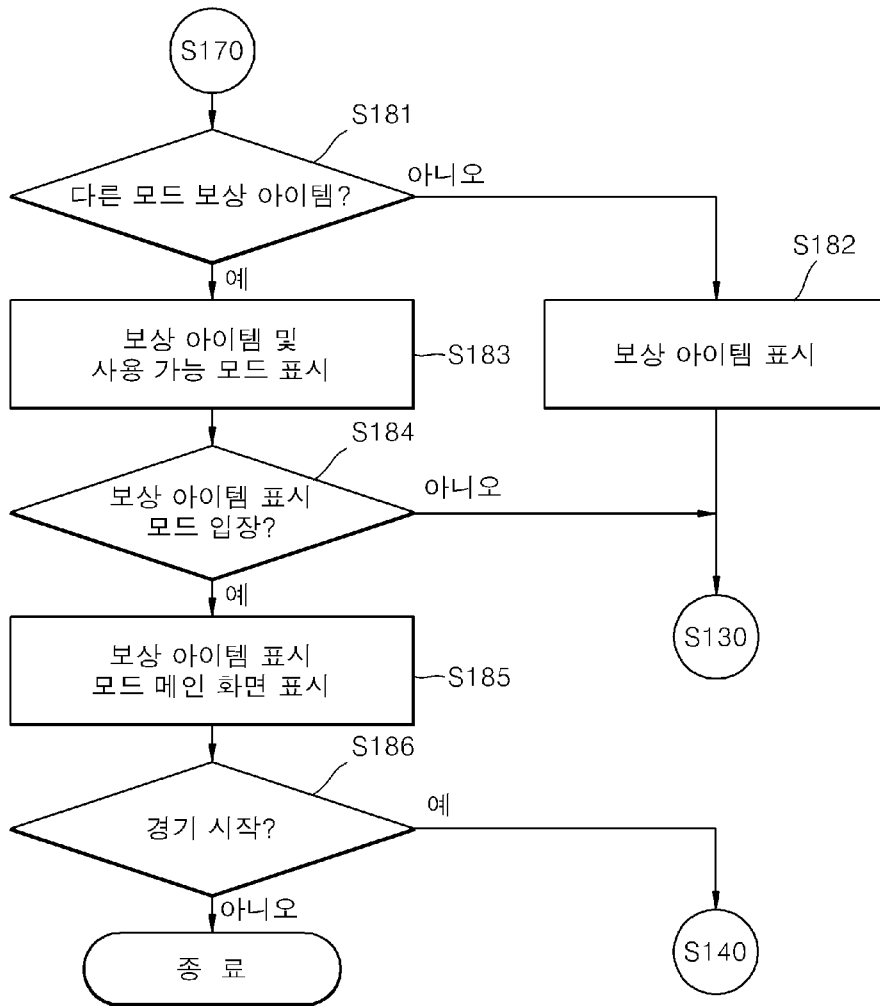 S170
S181
다른 모드 보상 아이템?
아니오
예
S182
보상 아이템 및
사용 가능 모드 표시
S183
보상 아이템 표시
S184
보상 아이템 표시
모드 입장?
아니오
예
S130
보상 아이템 표시
모드 메인 화면 표시
S185
S186
경기 시작?
예
아니오
종 료
S140